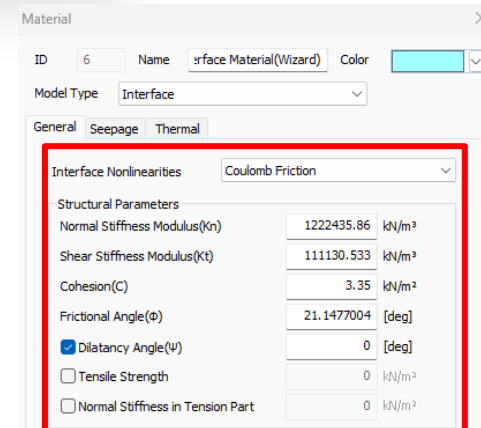 Material
ID 6 Name erface Material(Wizard) Color
Model Type Interface
General Seepage Thermal
Interface Nonlinearities Coulomb Friction
Structural Parameters
Normal Stiffness Modulus(Kn) 1222435.86 kN/m³
Shear Stiffness Modulus(Kt) 111130.533 kN/m³
Cohesion(C) 3.35 kN/m²
Frictional Angle(Φ) 21.1477004 [deg]
Dilatancy Angle(Ψ) 0 [deg]
Tensile Strength 0 kN/m²
Normal Stiffness in Tension Part 0 kN/m²